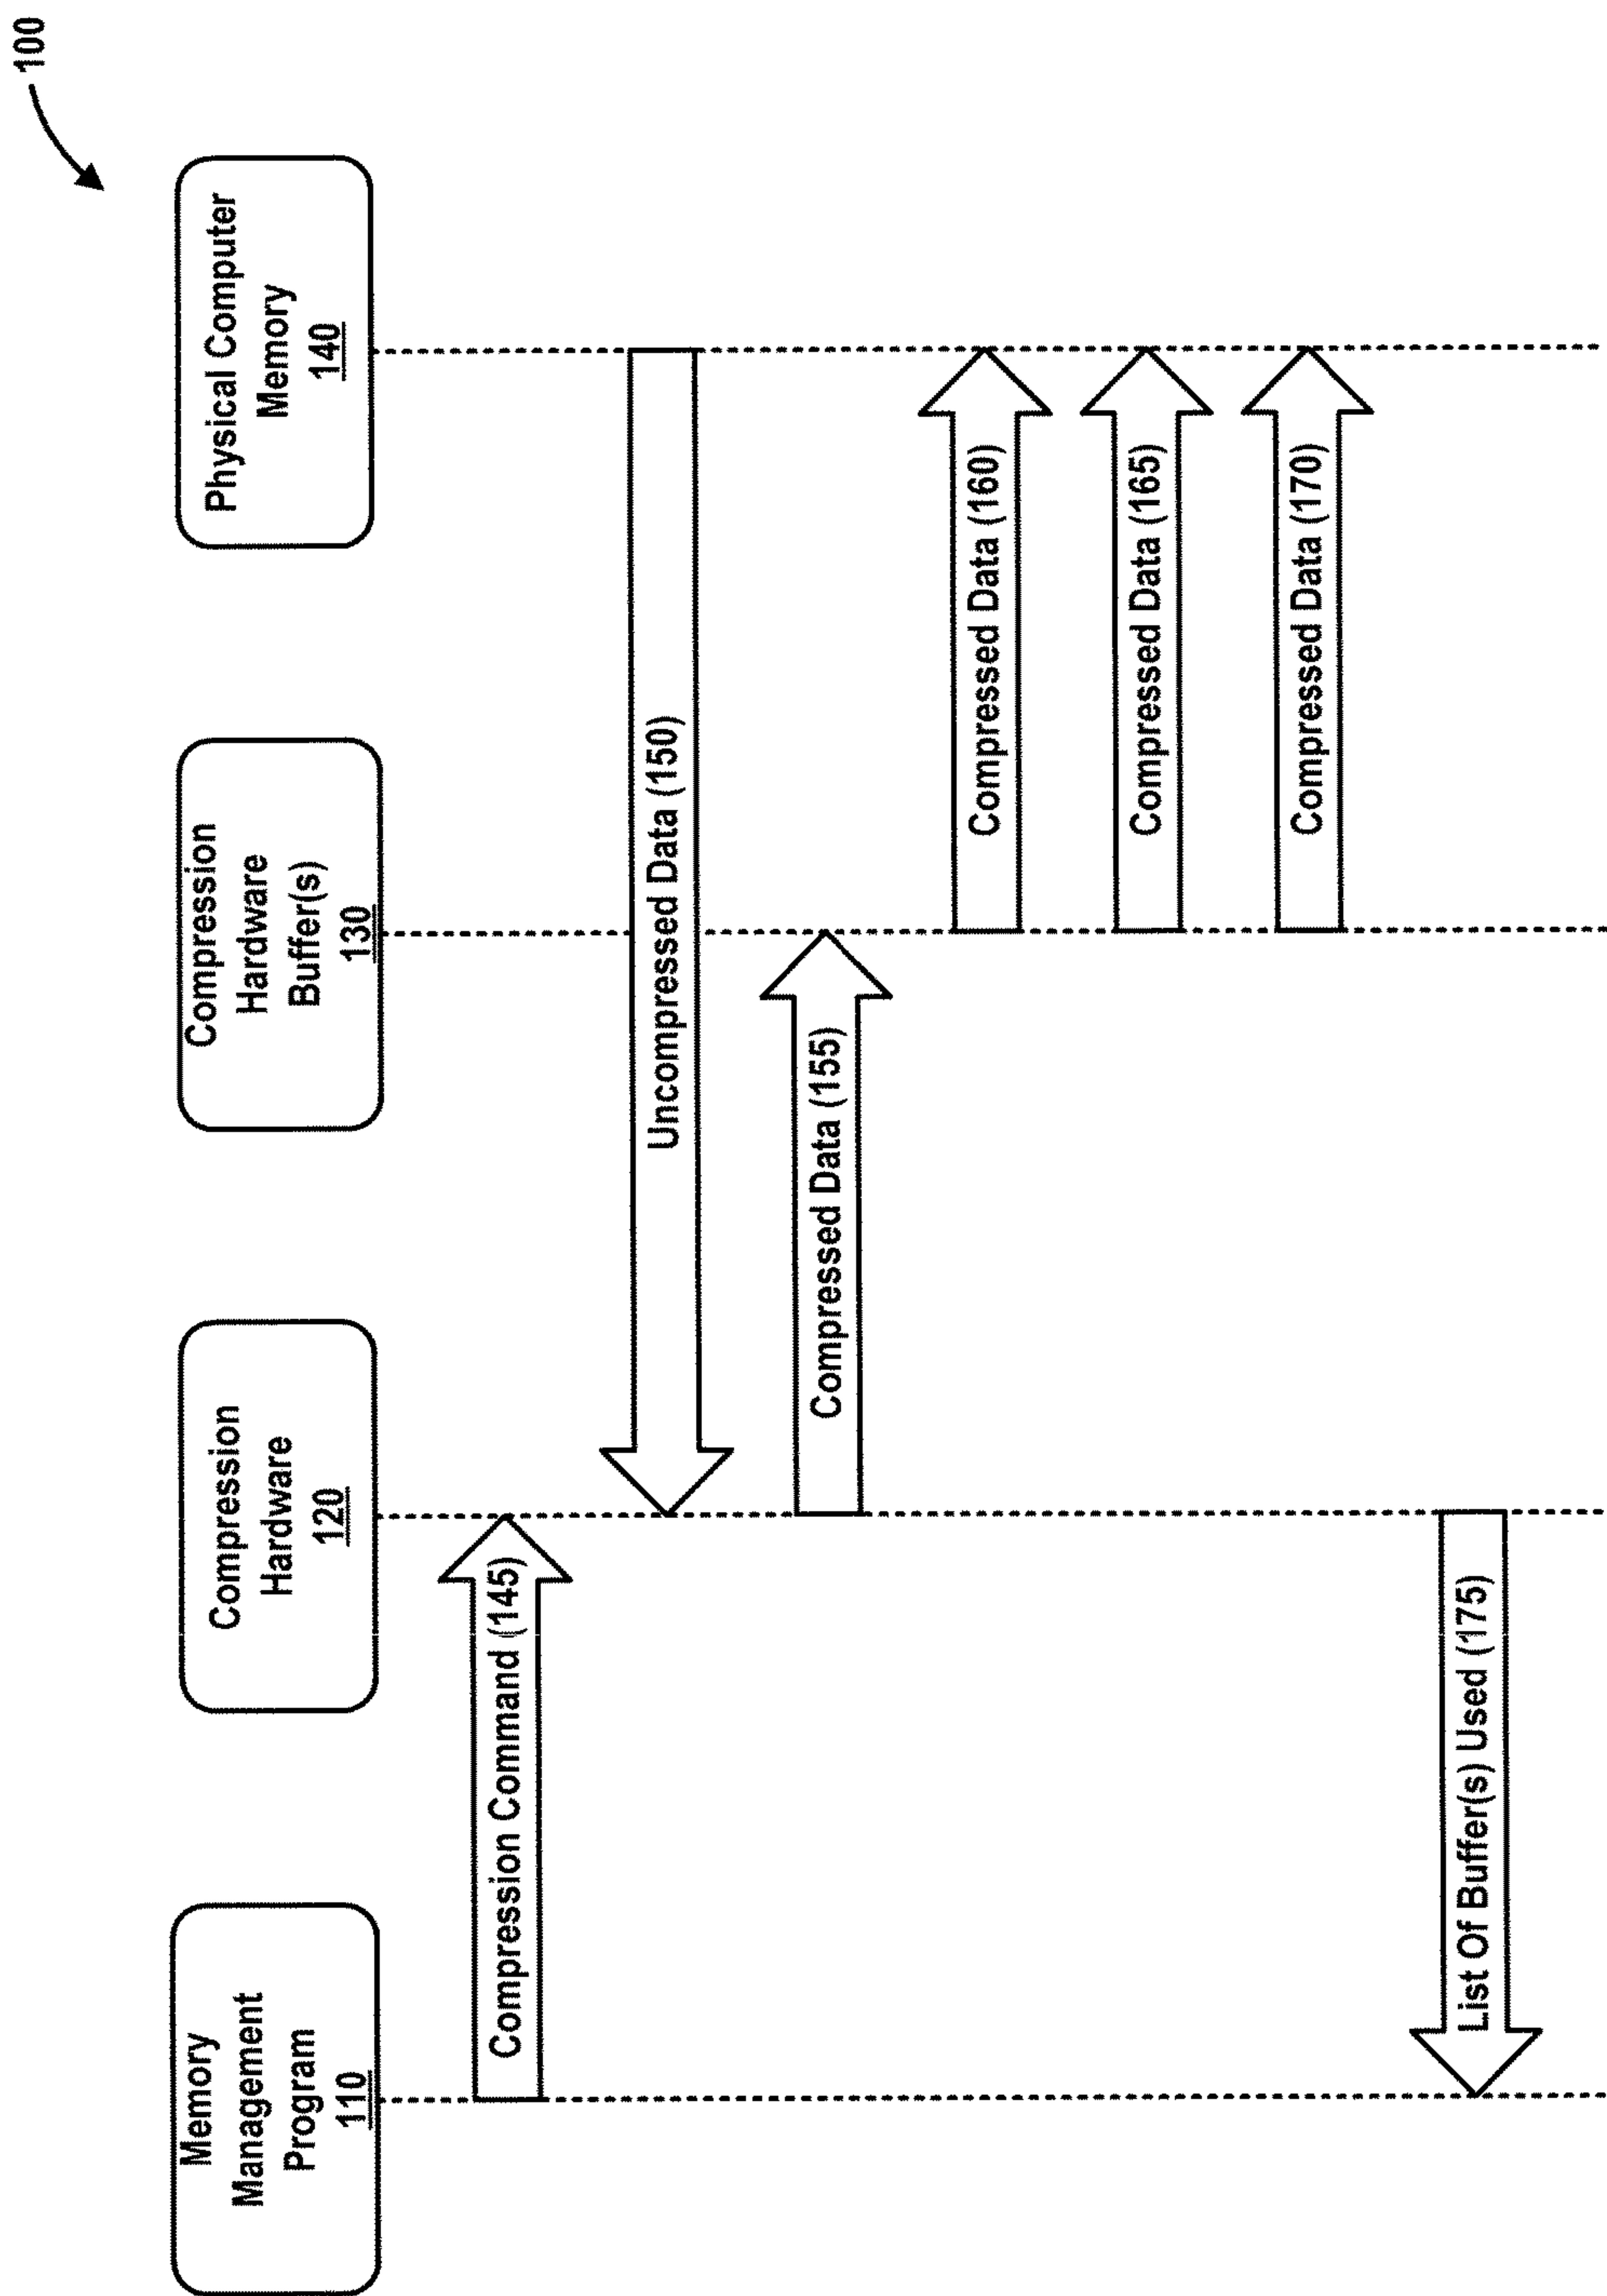 100
Memory
Management
Program
110
Compression
Hardware
120
Compression
Hardware
Buffer(s)
130
Physical Computer
Memory
140
Compression Command (145)
Uncompressed Data (150)
Compressed Data (155)
Compressed Data (160)
Compressed Data (165)
Compressed Data (170)
List Of Buffer(s) Used (175)